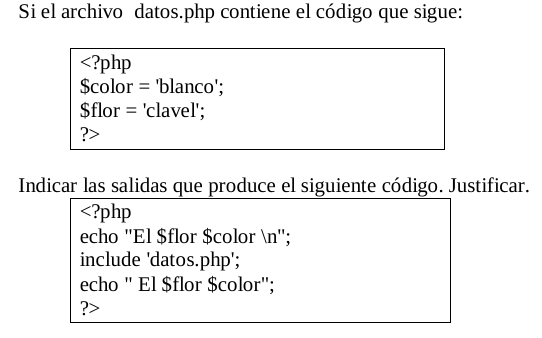 Si el archivo  datos.php contiene el código que sigue:
<?php
$color = 'blanco';
$flor = 'clavel';
?>
Indicar las salidas que produce el siguiente código. Justificar.
<?php
echo "El $flor $color \n";
include 'datos.php';
echo " El $flor $color";
?>